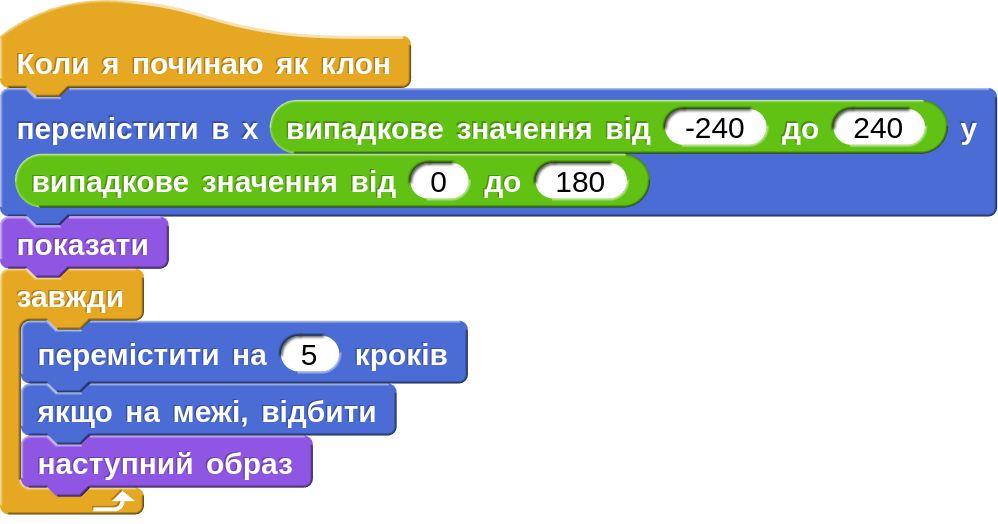 Коли я починаю як клон
перемістити в x випадкове значення від -240 до 240 y
випадкове значення від 0 до 180
показати
завжди
перемістити на 5 кроків
якщо на межі, відбити
наступний образ